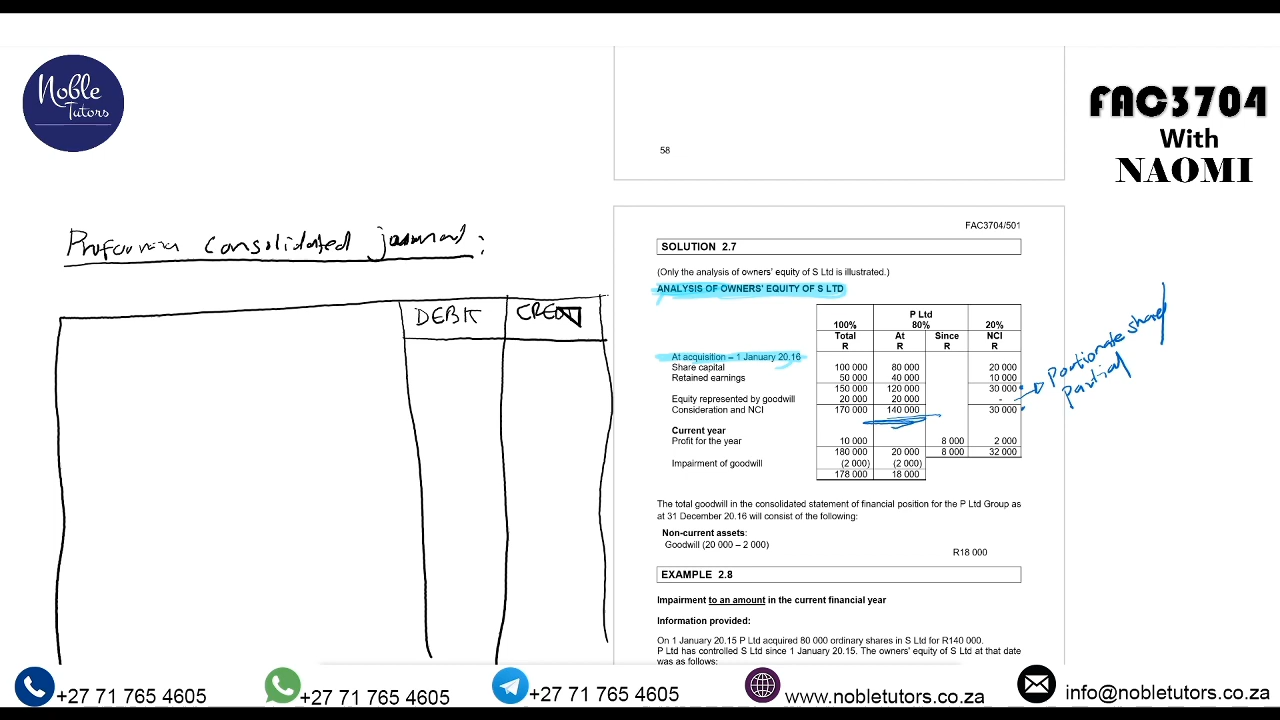 Noble
Tutors
FAC3704
With
NAOMI
58
Proforma consolidated journal:
DEBIT CREDIT
FAC3704/501
SOLUTION 2.7
(Only the analysis of owners' equity of S Ltd is illustrated.)
ANALYSIS OF OWNERS' EQUITY OF S LTD
P Ltd
100% 80% 20%
Total At Since NCI
R R R R
At acquisition – 1 January 20.16
Share capital 100 000 80 000 20 000
Retained earnings 50 000 40 000 10 000
150 000 120 000 30 000
Equity represented by goodwill 20 000 20 000 -
Consideration and NCI 170 000 140 000 30 000
Current year
Profit for the year 10 000 8 000 2 000
180 000 20 000 8 000 32 000
Impairment of goodwill (2 000) (2 000)
178 000 18 000
Portionate share
partial
The total goodwill in the consolidated statement of financial position for the P Ltd Group as
at 31 December 20.16 will consist of the following:
Non-current assets:
Goodwill (20 000 – 2 000)
R18 000
EXAMPLE 2.8
Impairment to an amount in the current financial year
Information provided:
On 1 January 20.15 P Ltd acquired 80 000 ordinary shares in S Ltd for R140 000.
P Ltd has controlled S Ltd since 1 January 20.15. The owners' equity of S Ltd at that date
was as follows:
+27 71 765 4605 +27 71 765 4605 +27 71 765 4605 www.nobletutors.co.za info@nobletutors.co.za